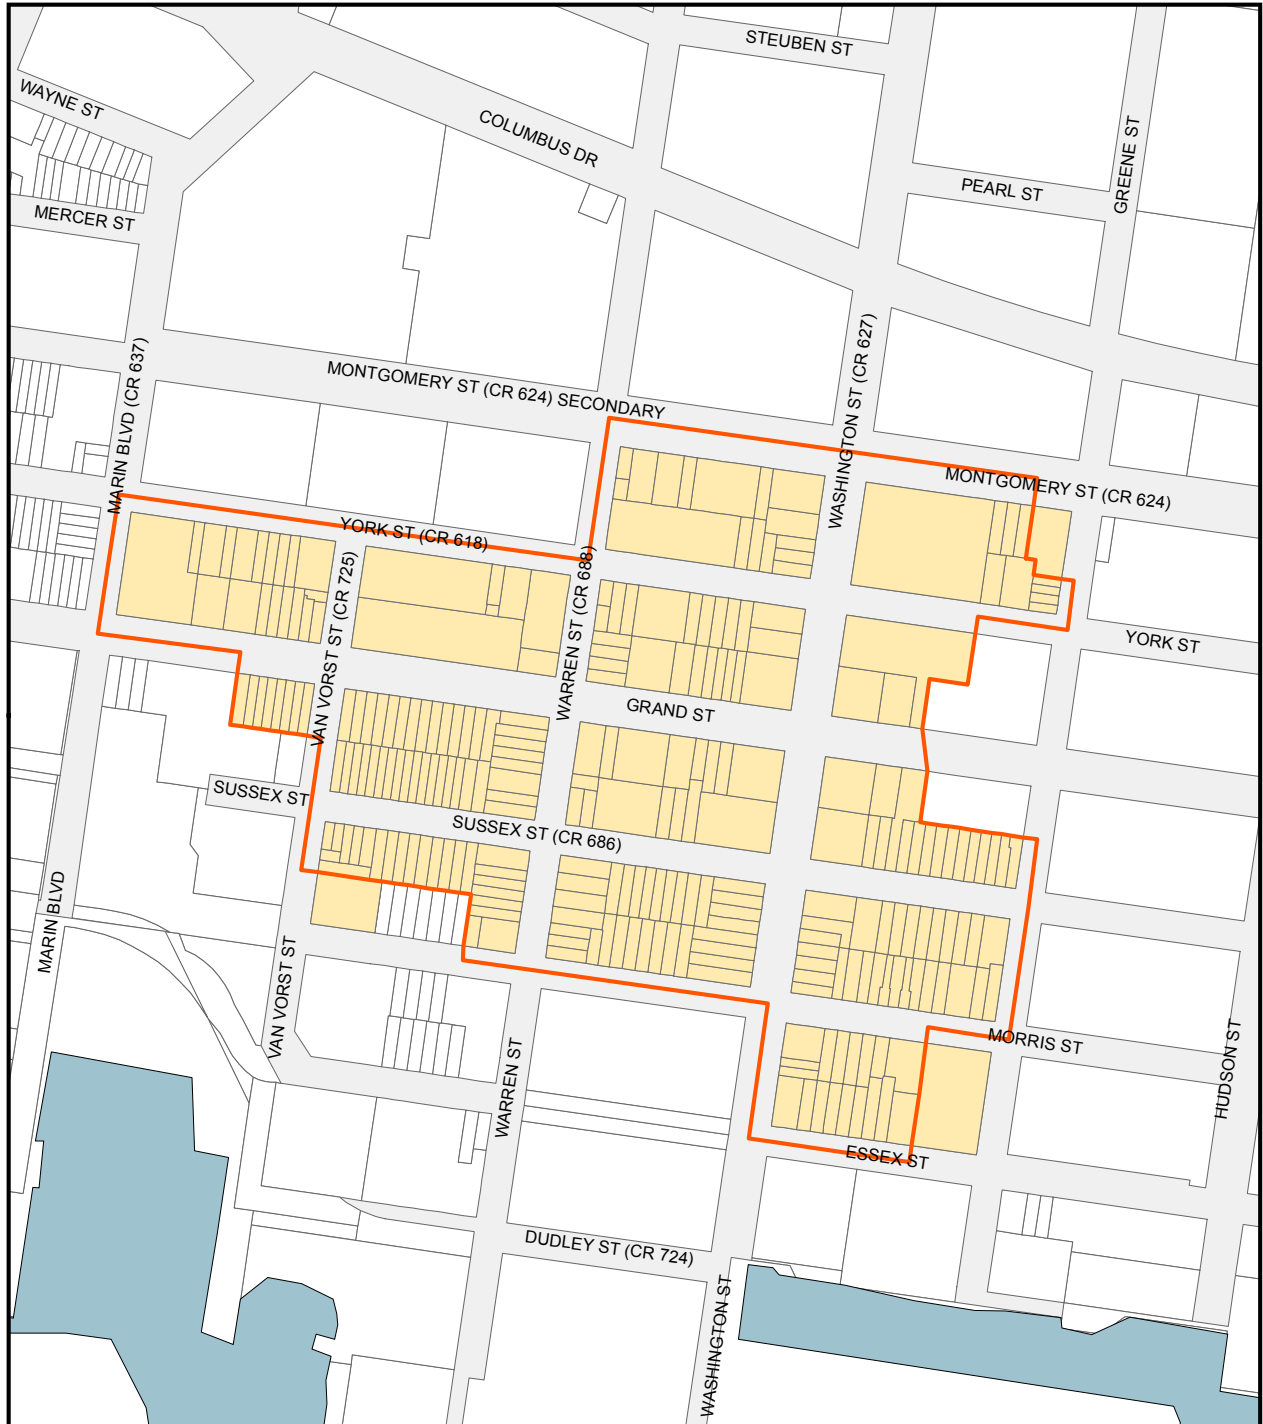 STEUBEN ST
WAYNE ST
COLUMBUS DR
GREENE ST
PEARL ST
MERCER ST
MARIN BLVD (CR 637)
WASHINGTON ST (CR 627)
MONTGOMERY ST (CR 624) SECONDARY
MONTGOMERY ST (CR 624)
YORK ST (CR 618)
VAN VORST ST (CR 725)
WARREN ST (CR 688)
YORK ST
GRAND ST
SUSSEX ST
SUSSEX ST (CR 686)
MARIN BLVD
VAN VORST ST
MORRIS ST
HUDSON ST
WARREN ST
ESSEX ST
DUDLEY ST (CR 724)
WASHINGTON ST